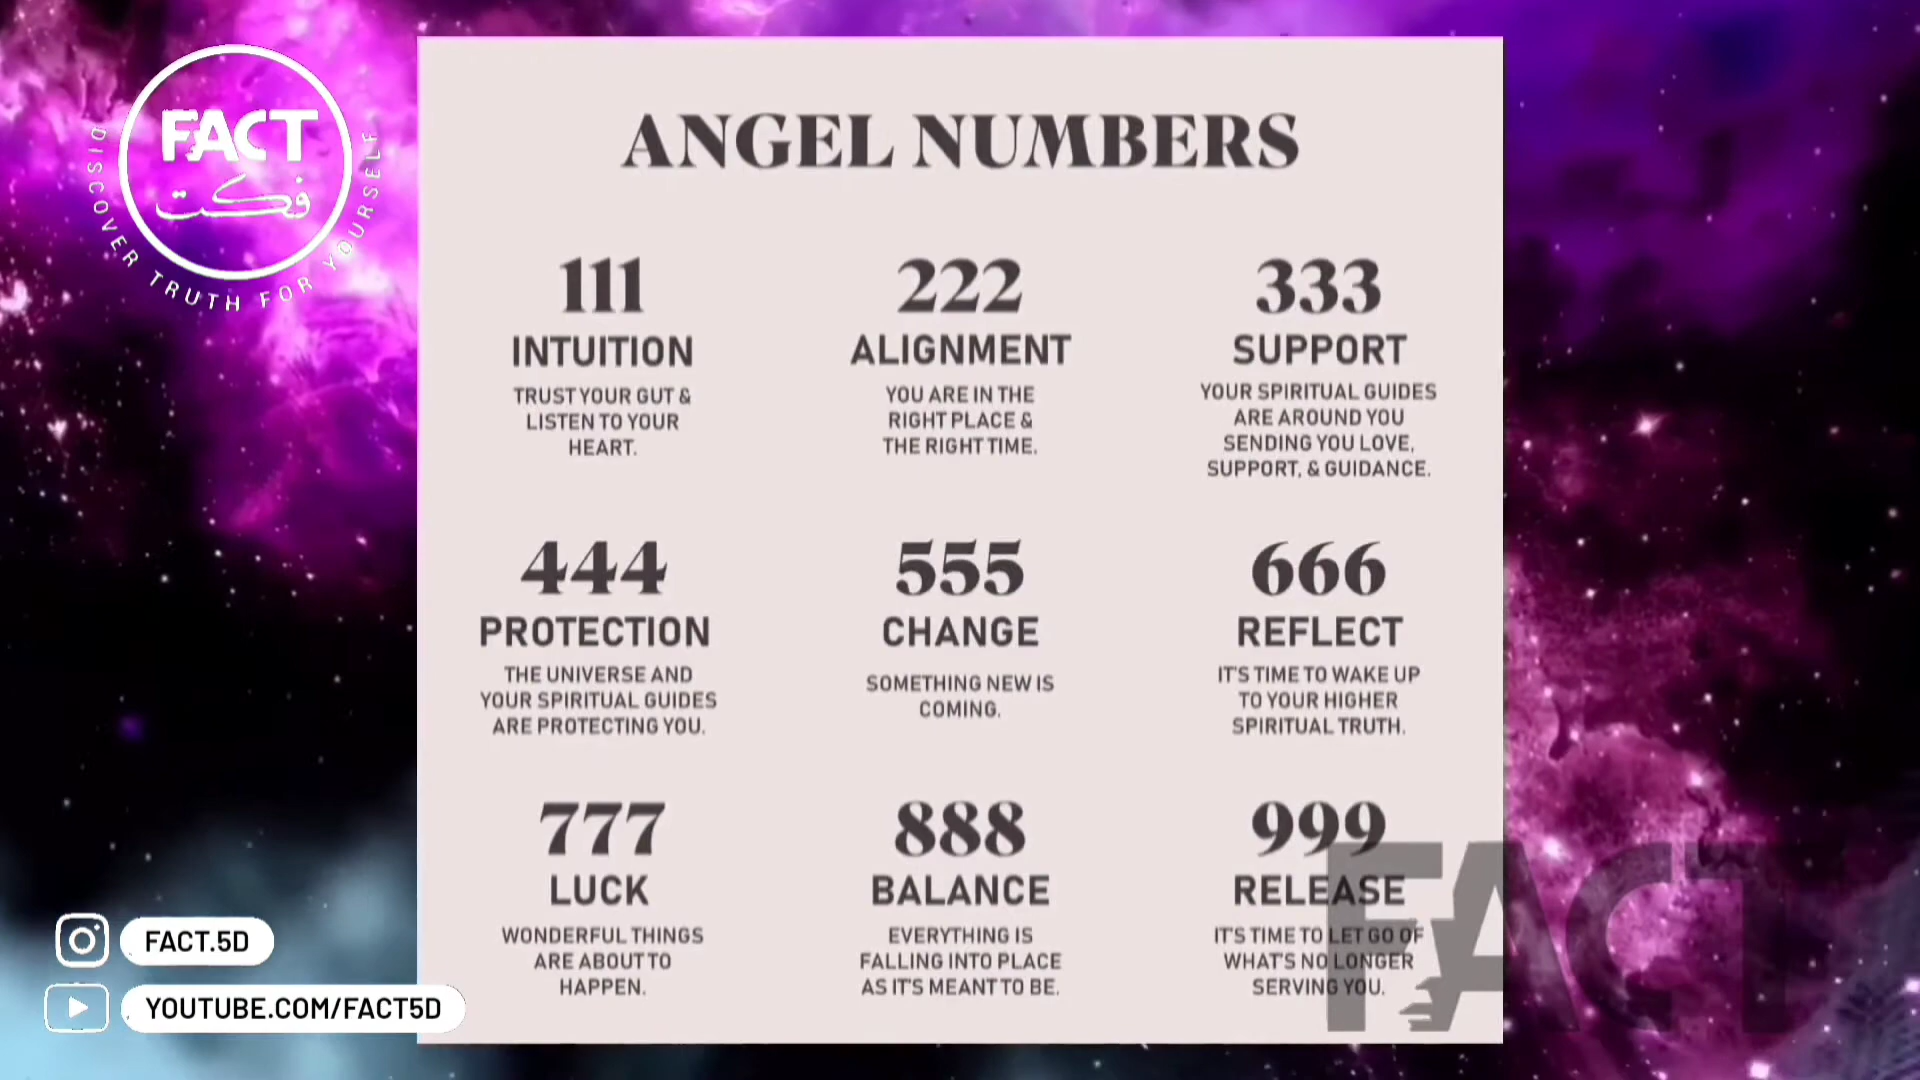 FACT
فكت
DISCOVER TRUTH FOR YOURSELF
ANGEL NUMBERS
111
INTUITION
TRUST YOUR GUT &
LISTEN TO YOUR
HEART.
222
ALIGNMENT
YOU ARE IN THE
RIGHT PLACE &
THE RIGHT TIME.
333
SUPPORT
YOUR SPIRITUAL GUIDES
ARE AROUND YOU
SENDING YOU LOVE,
SUPPORT, & GUIDANCE.
444
PROTECTION
THE UNIVERSE AND
YOUR SPIRITUAL GUIDES
ARE PROTECTING YOU.
555
CHANGE
SOMETHING NEW IS
COMING.
666
REFLECT
IT'S TIME TO WAKE UP
TO YOUR HIGHER
SPIRITUAL TRUTH.
777
LUCK
WONDERFUL THINGS
ARE ABOUT TO
HAPPEN.
888
BALANCE
EVERYTHING IS
FALLING INTO PLACE
AS IT'S MEANT TO BE.
999
RELEASE
IT'S TIME TO LET GO OF
WHAT'S NO LONGER
SERVING YOU.
FACT
FACT.5D
YOUTUBE.COM/FACT5D